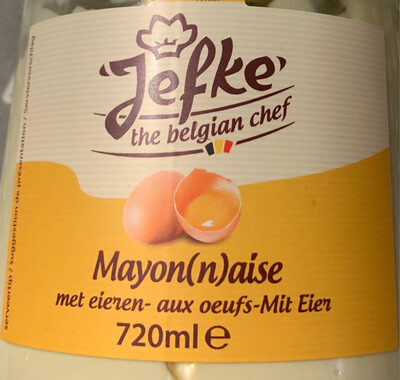 'Jefke'
the belgian chef
Mayon(n)aise
met eieren- aux oeufs-Mit Eier
720ml e
serveertip / suggestion de présentation / Serviervorschlag